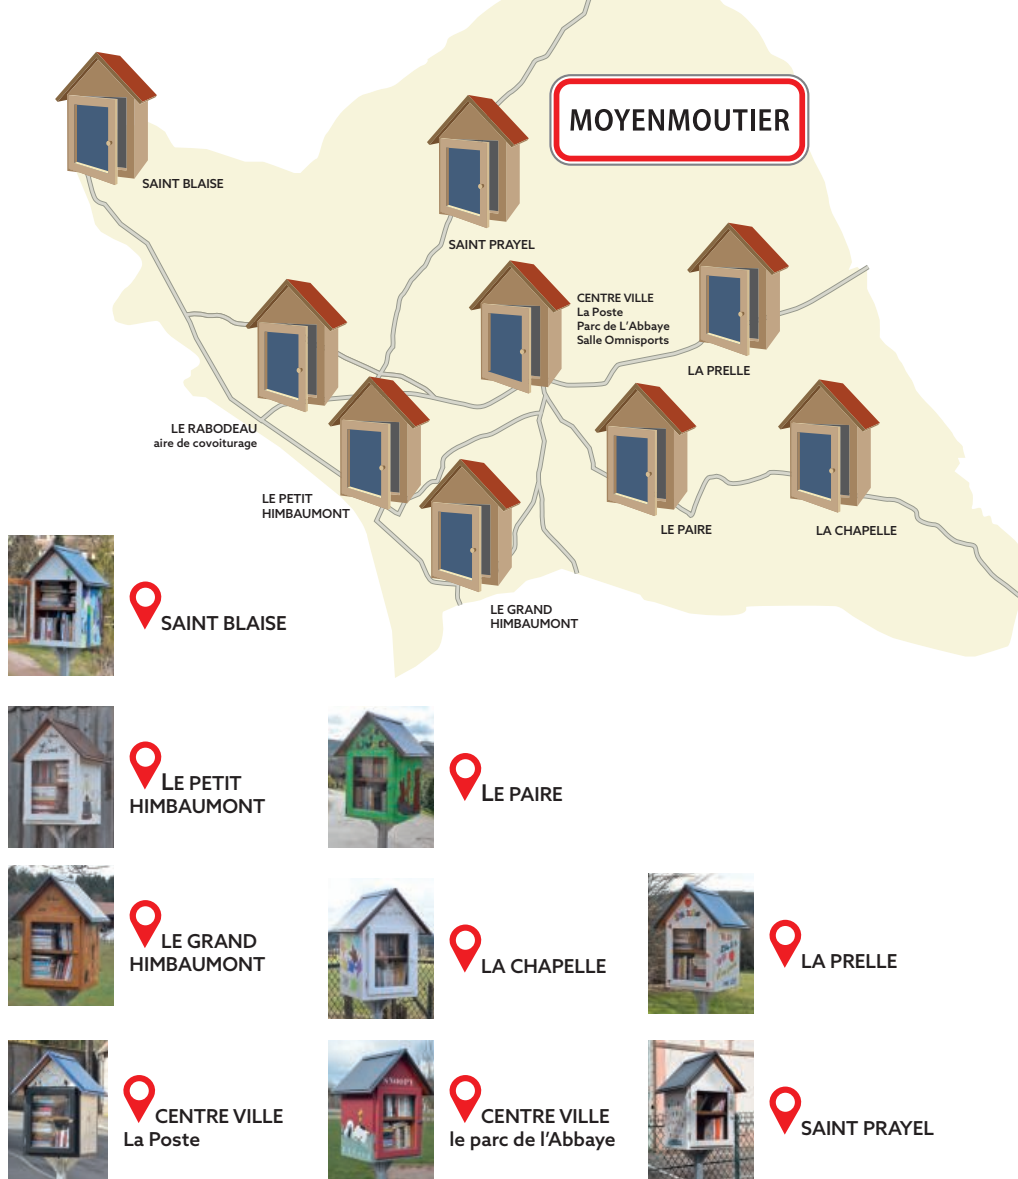 MOYENMOUTIER
SAINT BLAISE
SAINT PRAYEL
CENTRE VILLE
La Poste
Parc de L'Abbaye
Salle Omnisports
LA PRELLE
LE RABODEAU
aire de covoiturage
LE PETIT
HIMBAUMONT
LE PAIRE
LA CHAPELLE
LE GRAND
HIMBAUMONT
SAINT BLAISE
LE PETIT
HIMBAUMONT
LE PAIRE
LE GRAND
HIMBAUMONT
LA CHAPELLE
LA PRELLE
CENTRE VILLE
La Poste
SNOOPY
CENTRE VILLE
le parc de l'Abbaye
SAINT PRAYEL